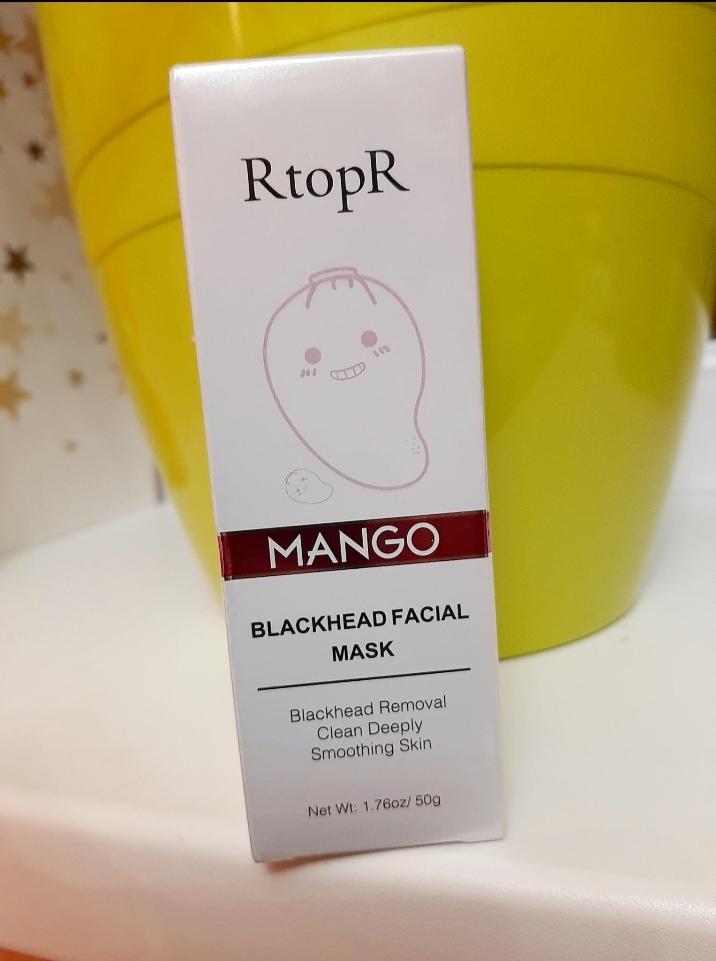 RtopR
MANGO
BLACKHEAD FACIAL
MASK
Blackhead Removal
Clean Deeply
Smoothing Skin
Net Wt: 1.76oz/ 50g